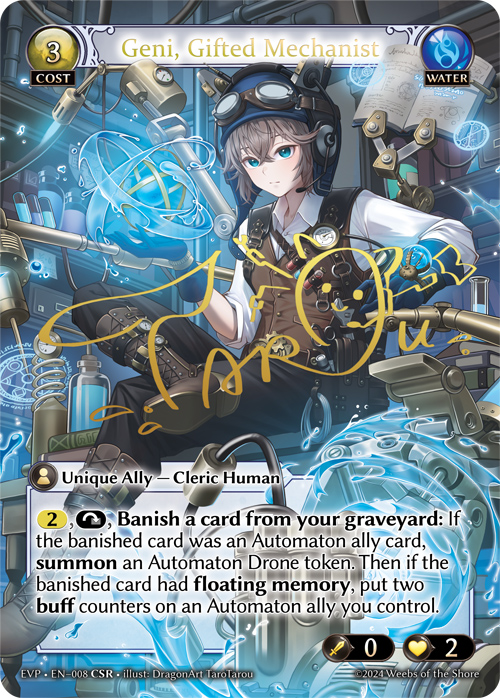 3
COST
Geni, Gifted Mechanist
WATER
TAROU
Unique Ally — Cleric Human
2 , , Banish a card from your graveyard: If
the banished card was an Automaton ally card,
summon an Automaton Drone token. Then if the
banished card had floating memory, put two
buff counters on an Automaton ally you control.
0
2
EVP • EN-008 CSR • illust: DragonArt TaroTarou
©2024 Weebs of the Shore